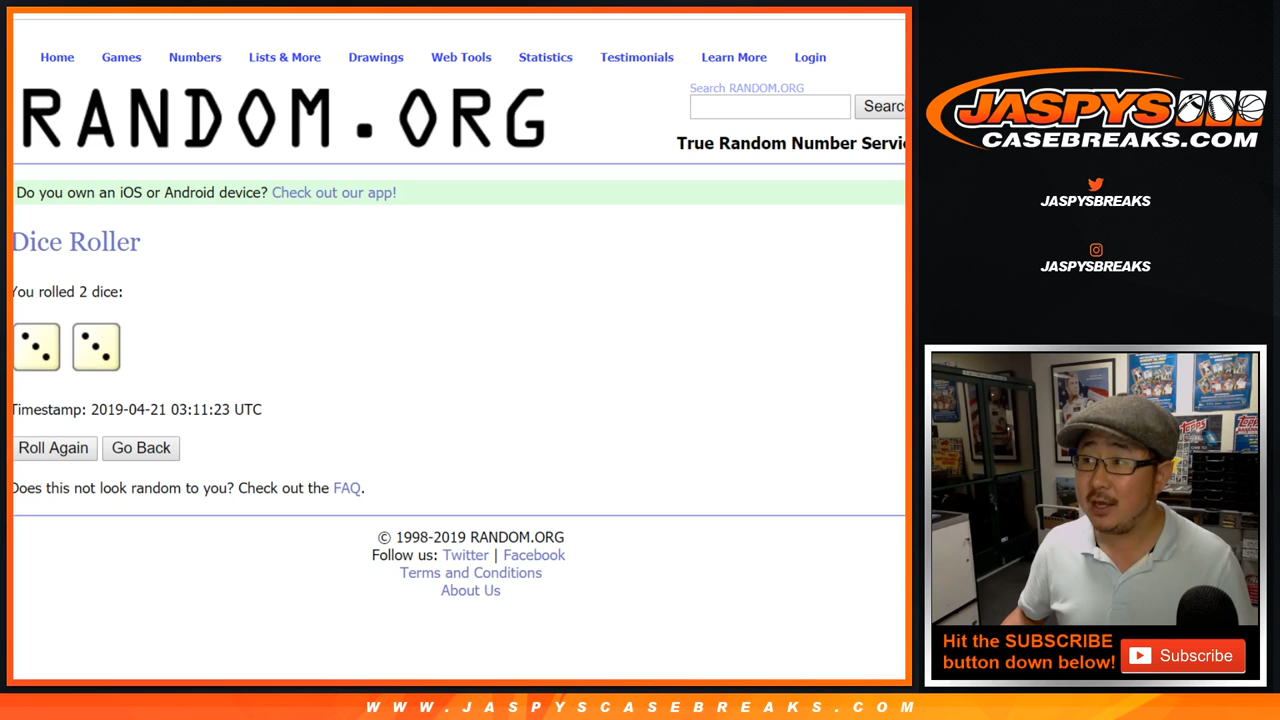 Home Games Numbers Lists & More Drawings Web Tools Statistics Testimonials Learn More Login
Search RANDOM.ORG
RANDOM.ORG
Searc
True Random Number Servi
Do you own an iOS or Android device? Check out our app!
Dice Roller
You rolled 2 dice:
Timestamp: 2019-04-21 03:11:23 UTC
Roll Again Go Back
Does this not look random to you? Check out the FAQ.
© 1998-2019 RANDOM.ORG
Follow us: Twitter | Facebook
Terms and Conditions
About Us
JASPYS
CASEBREAKS.COM
JASPYSBREAKS
JASPYSBREAKS
topps
Hit the SUBSCRIBE
button down below!
Subscribe
WWW.JASPYSCASEBREAKS.COM